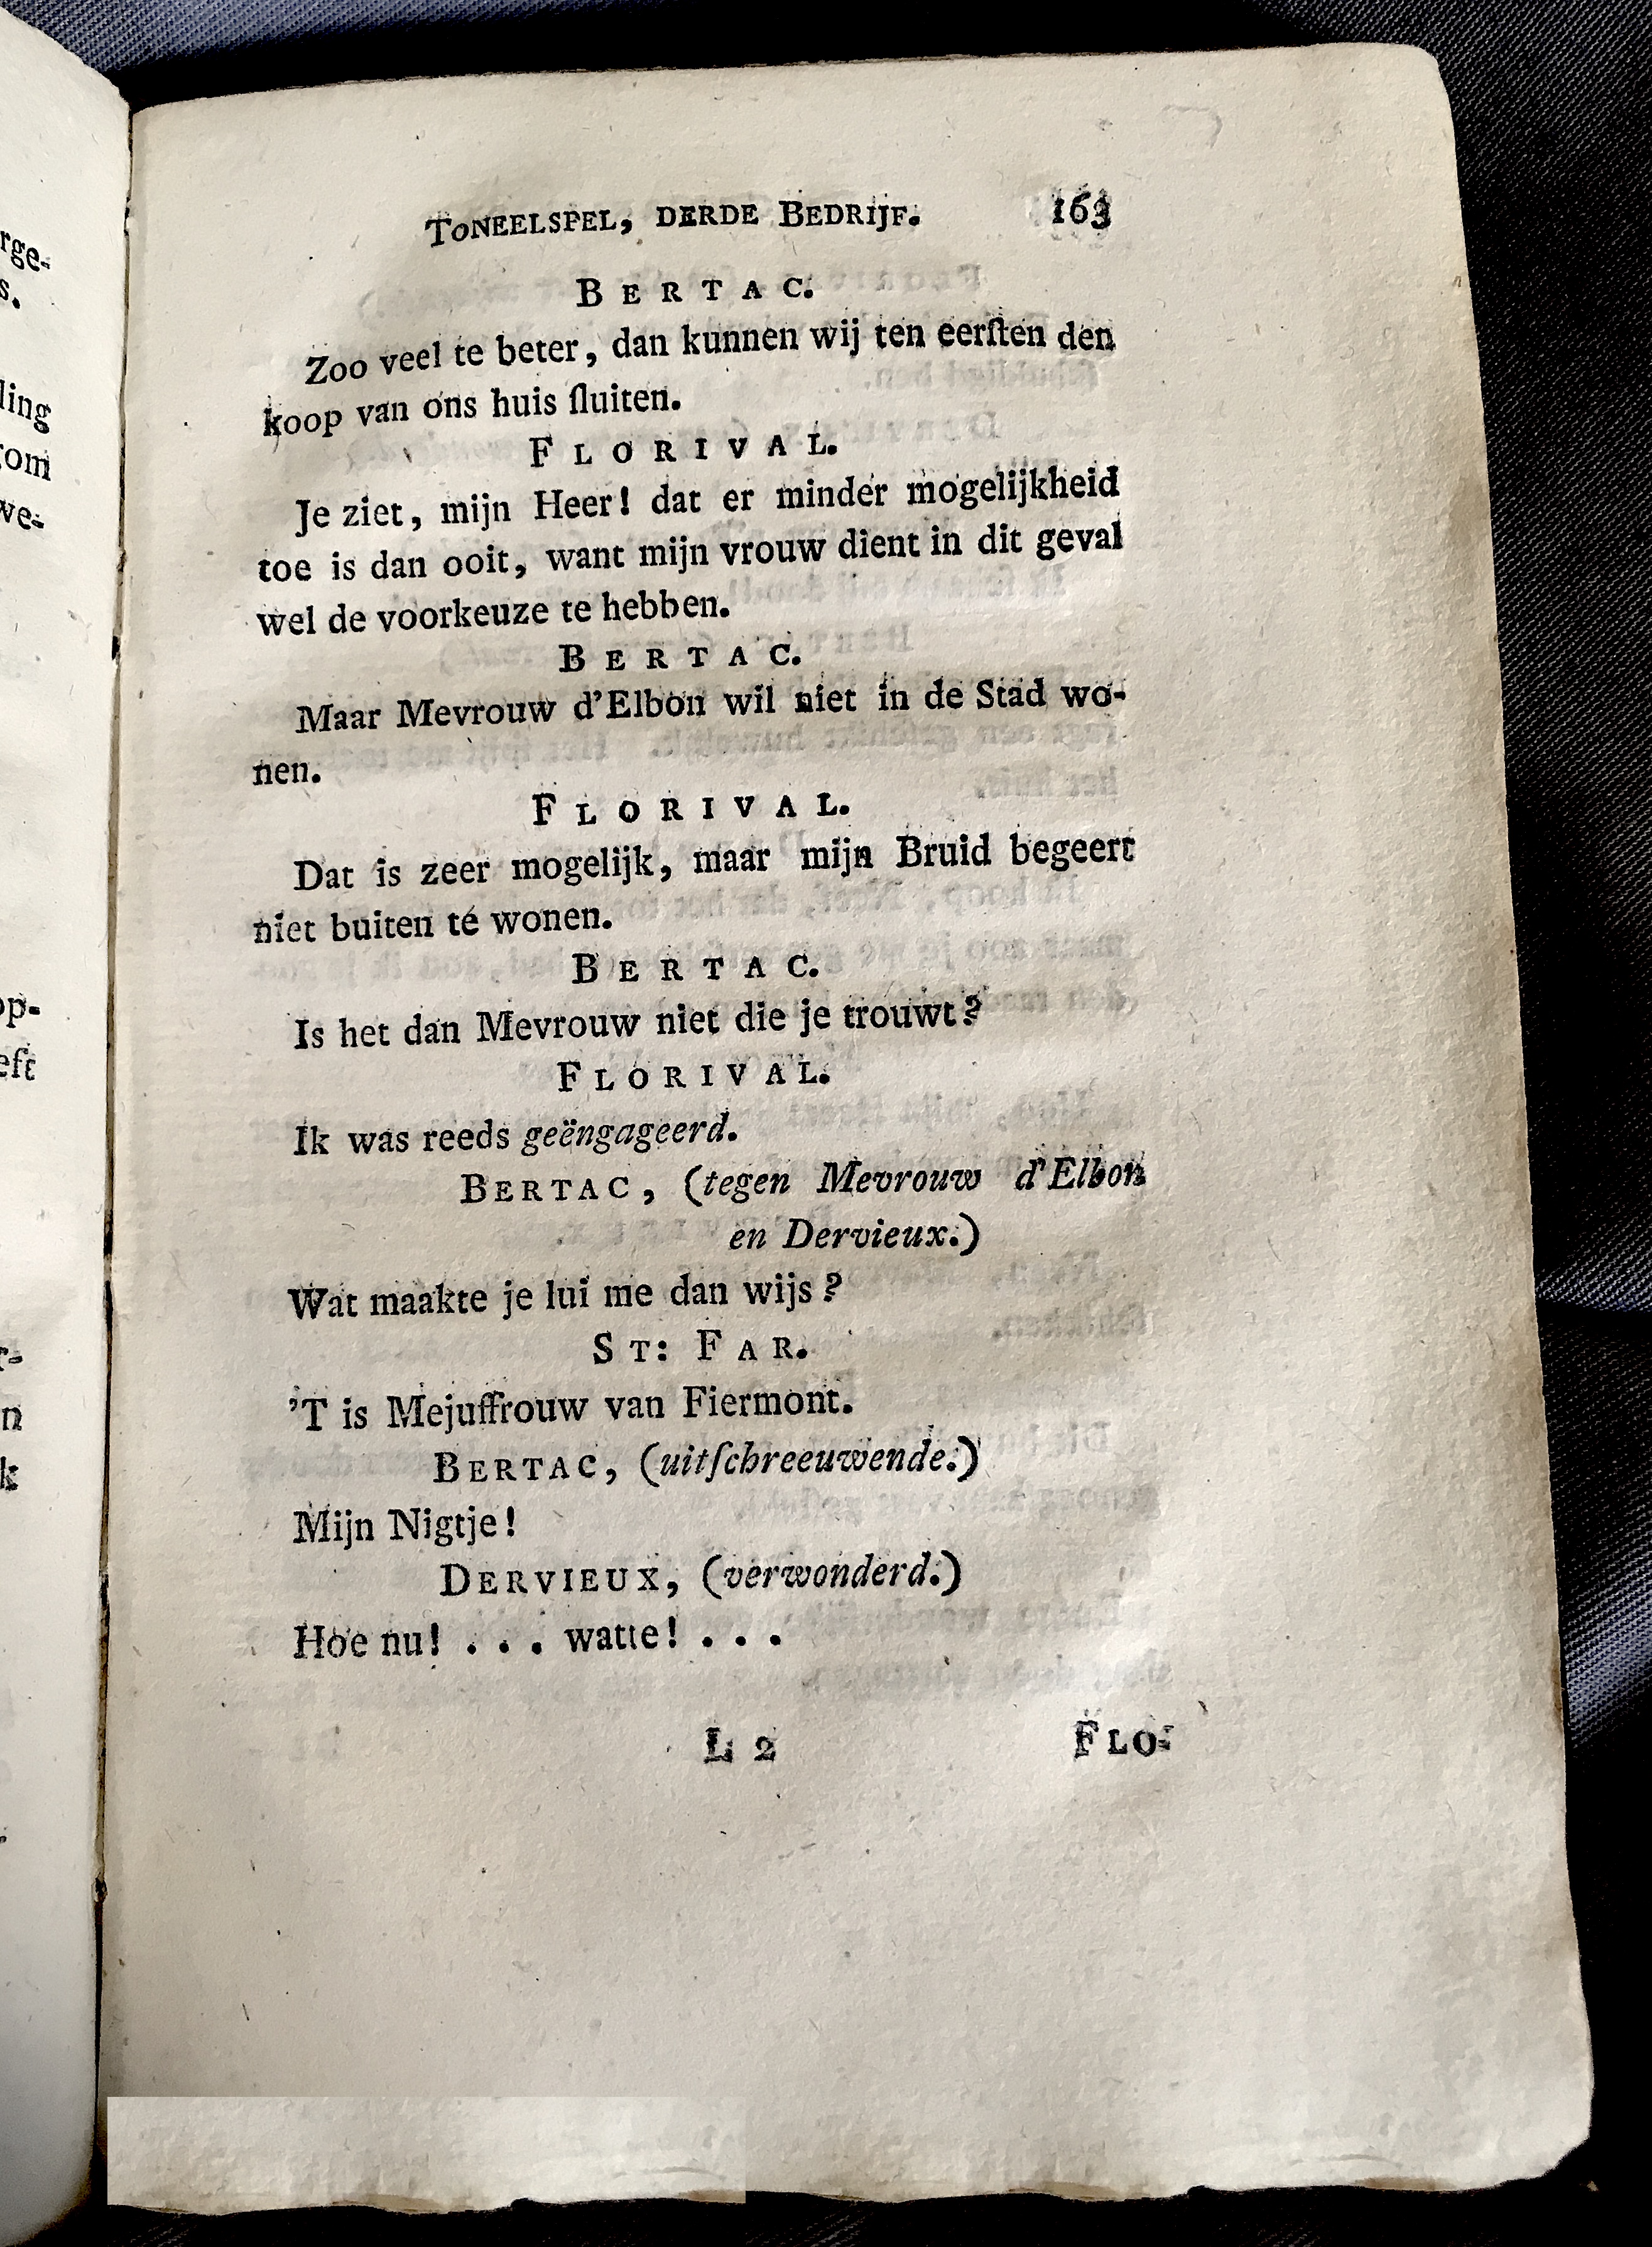 TONEELSPEL, DERDE BEDRIJF. 163
BERTAC.
Zoo veel te beter, dan kunnen wij ten eerſten den
koop van ons huis ſluiten.
FLORIVAL.
Je ziet, mijn Heer! dat er minder mogelijkheid
toe is dan ooit, want mijn vrouw dient in dit geval
wel de voorkeuze te hebben.
BERTAC.
Maar Mevrouw d'Elbon wil niet in de Stad wo-
nen.
FLORIVAL.
Dat is zeer mogelijk, maar mijn Bruid begeert
niet buiten te wonen.
BERTAC.
Is het dan Mevrouw niet die je trouwt?
FLORIVAL.
Ik was reeds geëngageerd.
BERTAC, (tegen Mevrouw d'Elbon
en Dervieux.)
Wat maakte je lui me dan wijs?
ST: FAR.
'T is Mejuffrouw van Fiermont.
BERTAC, (uitſchreeuwende.)
Mijn Nigtje!
DERVIEUX, (verwonderd.)
Hoe nu! . . . watte! . . .
L 2 FLO-